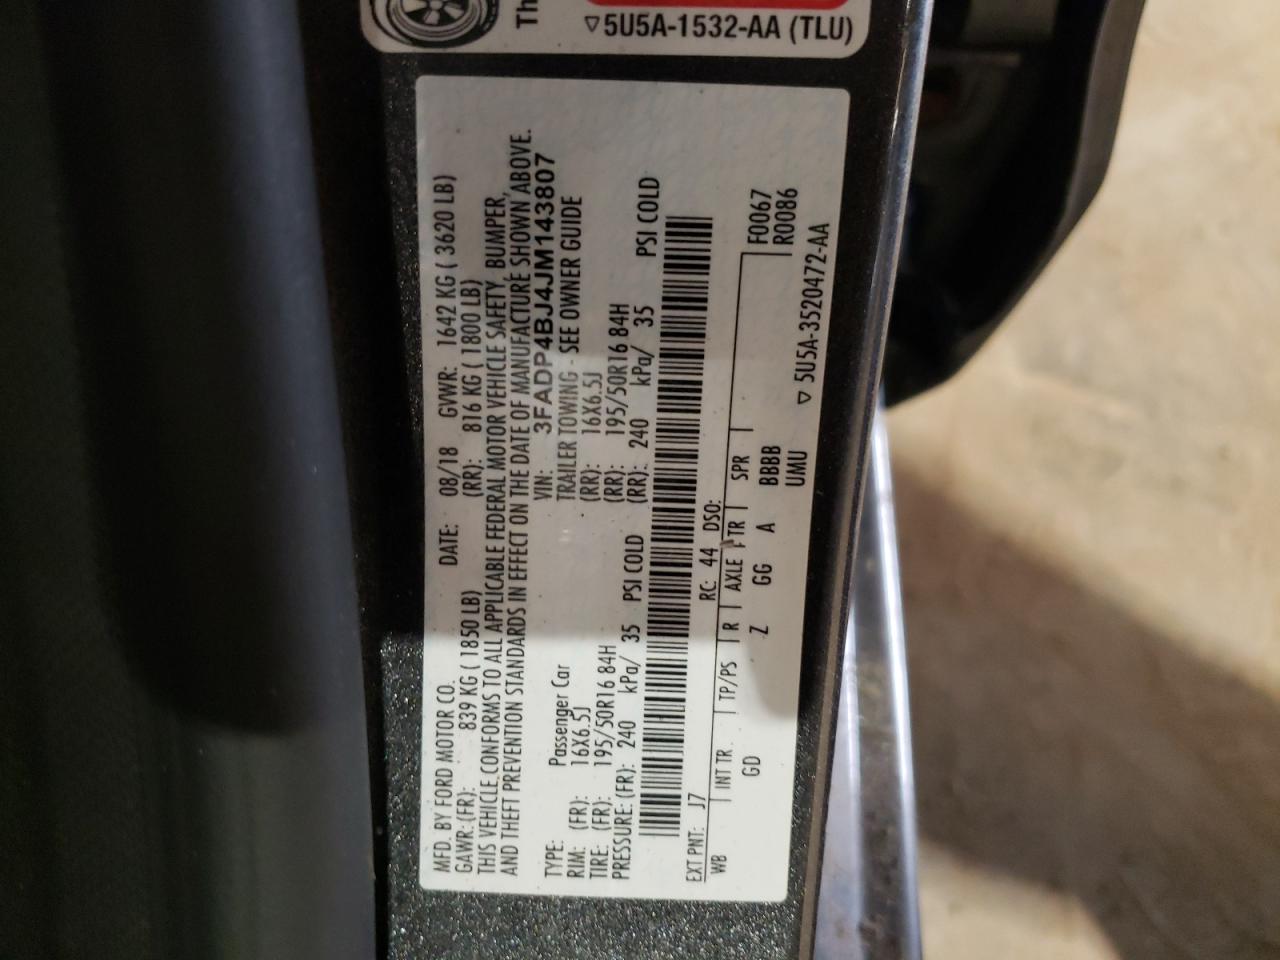 Th
▽5U5A-1532-AA (TLU)
MFD. BY FORD MOTOR CO. DATE: 08/18 GVWR: 1642 KG ( 3620 LB)
GAWR: (FR): 839 KG ( 1850 LB) (RR): 816 KG ( 1800 LB)
THIS VEHICLE CONFORMS TO ALL APPLICABLE FEDERAL MOTOR VEHICLE SAFETY, BUMPER,
AND THEFT PREVENTION STANDARDS IN EFFECT ON THE DATE OF MANUFACTURE SHOWN ABOVE.
VIN: 3FADP4BJ4JM143807
TYPE: Passenger Car TRAILER TOWING - SEE OWNER GUIDE
RIM: (FR): 16X6.5J (RR): 16X6.5J
TIRE: (FR): 195/50R16 84H (RR): 195/50R16 84H
PRESSURE: (FR): 240 kPa/ 35 PSI COLD (RR): 240 kPa/ 35 PSI COLD
EXT PNT: J7 RC: 44 DSO:
WB INT TR TP/PS R AXLE TR SPR F0067
GD Z GG A BBBB R0086
UMU ▽ 5U5A-3520472-AA